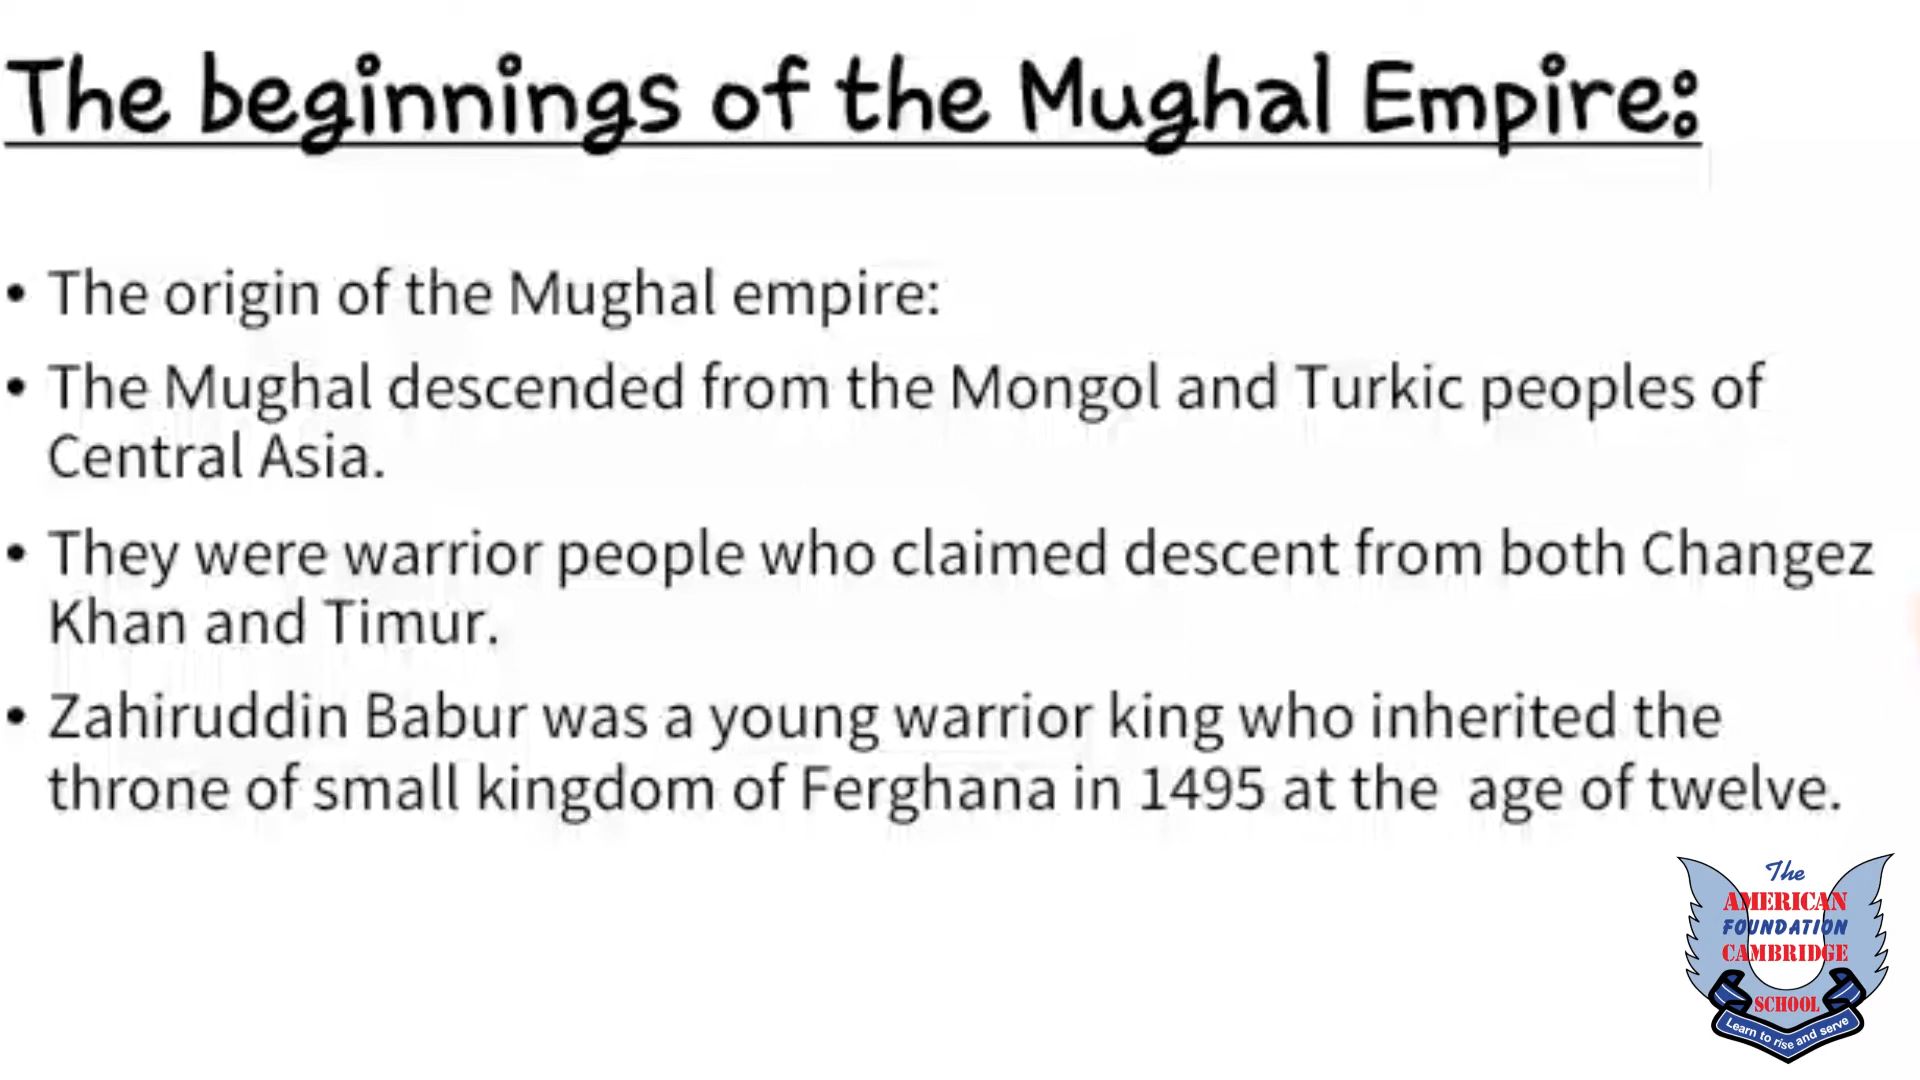 The beginnings of the Mughal Empire:
• The origin of the Mughal empire:
• The Mughal descended from the Mongol and Turkic peoples of
Central Asia.
• They were warrior people who claimed descent from both Changez
Khan and Timur.
• Zahiruddin Babur was a young warrior king who inherited the
throne of small kingdom of Ferghana in 1495 at the  age of twelve.
The
AMERICAN
FOUNDATION
CAMBRIDGE
SCHOOL
Learn to rise and serve